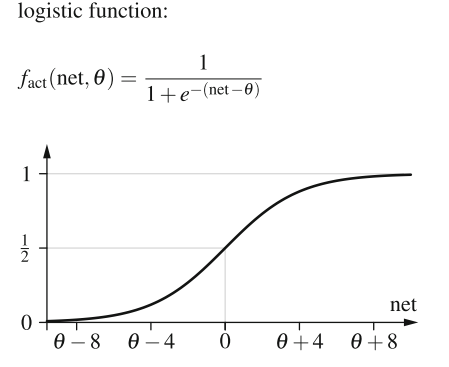 logistic function:
f_act(net, θ) = 1 / (1 + e^−(net−θ))
1
1/2
net
0
θ − 8 θ − 4 0 θ + 4 θ + 8